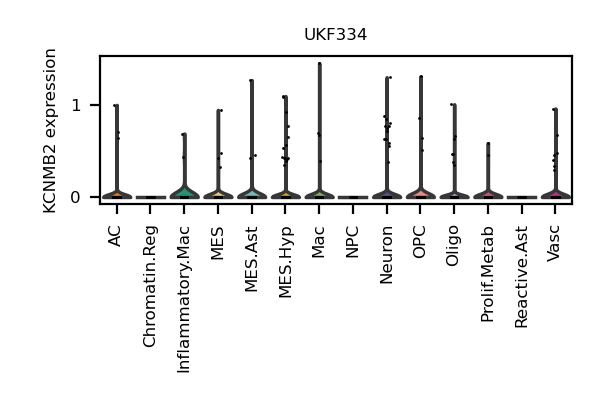 UKF334
KCNMB2 expression
1
0
AC
Chromatin.Reg
Inflammatory.Mac
MES
MES.Ast
MES.Hyp
Mac
NPC
Neuron
OPC
Oligo
Prolif.Metab
Reactive.Ast
Vasc